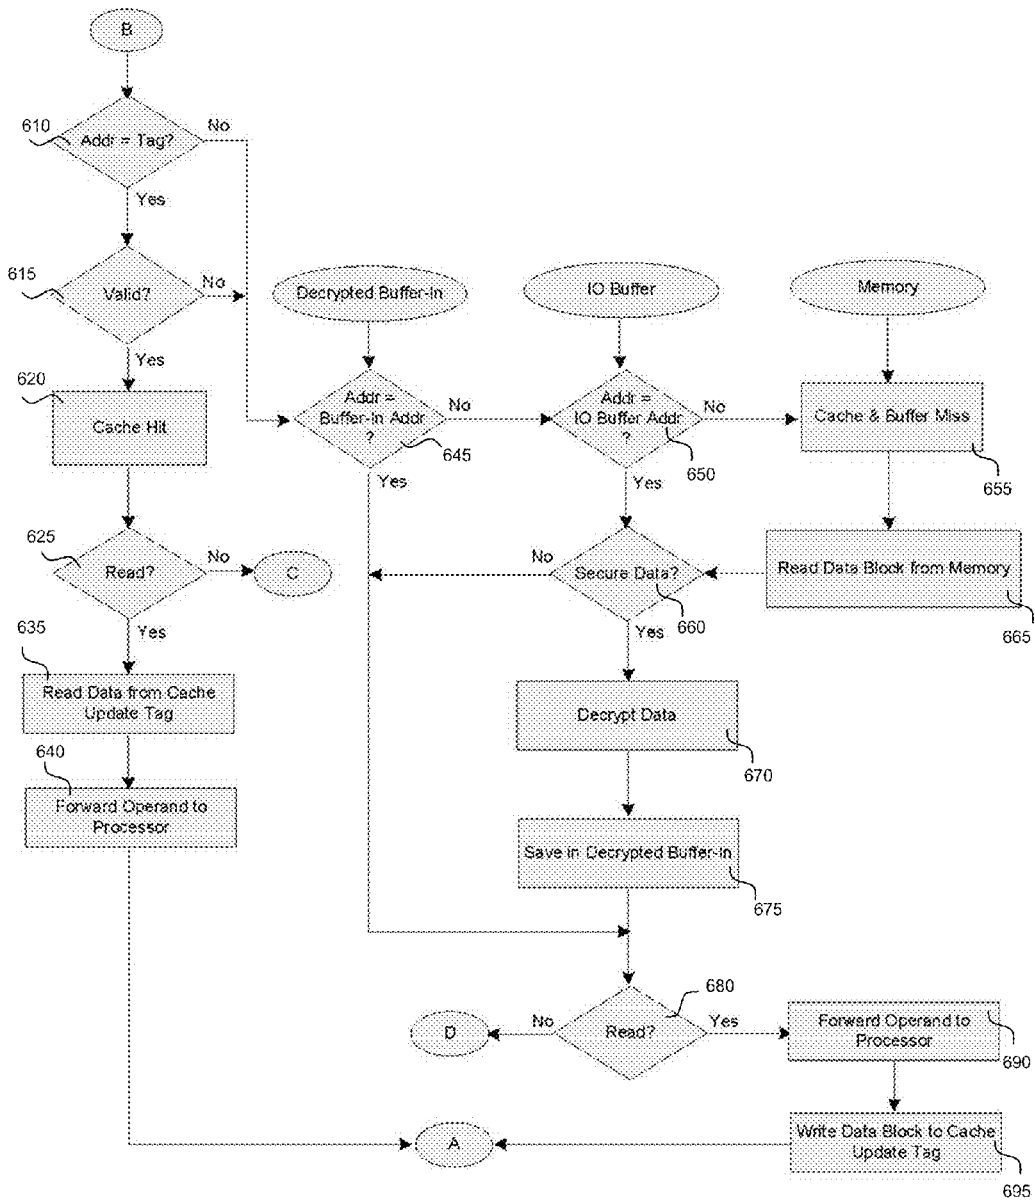 B
610
Addr = Tag?
No
Yes
615
Valid?
No
Yes
Decrypted Buffer-In
IO Buffer
Memory
620
Cache Hit
Addr =
Buffer-In Addr
?
No
645
Yes
Addr =
IO Buffer Addr
?
No
650
Yes
Cache & Buffer Miss
655
625
Read?
No
C
Yes
No
Secure Data?
660
Yes
Read Data Block from Memory
665
635
Read Data from Cache
Update Tag
Decrypt Data
670
640
Forward Operand to
Processor
Save in Decrypted Buffer-In
675
680
D
No
Read?
Yes
Forward Operand to
Processor
690
A
Write Data Block to Cache
Update Tag
695